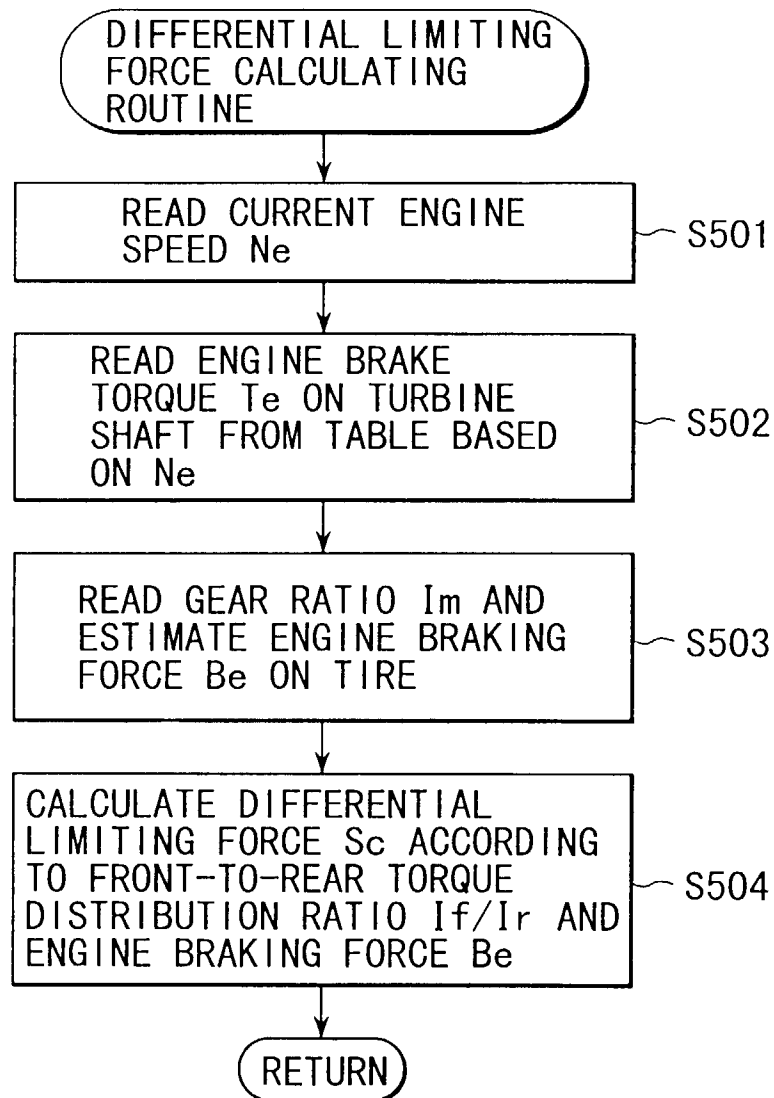 DIFFERENTIAL LIMITING
FORCE CALCULATING
ROUTINE
READ CURRENT ENGINE
SPEED Ne
S501
READ ENGINE BRAKE
TORQUE Te ON TURBINE
SHAFT FROM TABLE BASED
ON Ne
S502
READ GEAR RATIO Im AND
ESTIMATE ENGINE BRAKING
FORCE Be ON TIRE
S503
CALCULATE DIFFERENTIAL
LIMITING FORCE Sc ACCORDING
TO FRONT-TO-REAR TORQUE
DISTRIBUTION RATIO If/Ir AND
ENGINE BRAKING FORCE Be
S504
RETURN